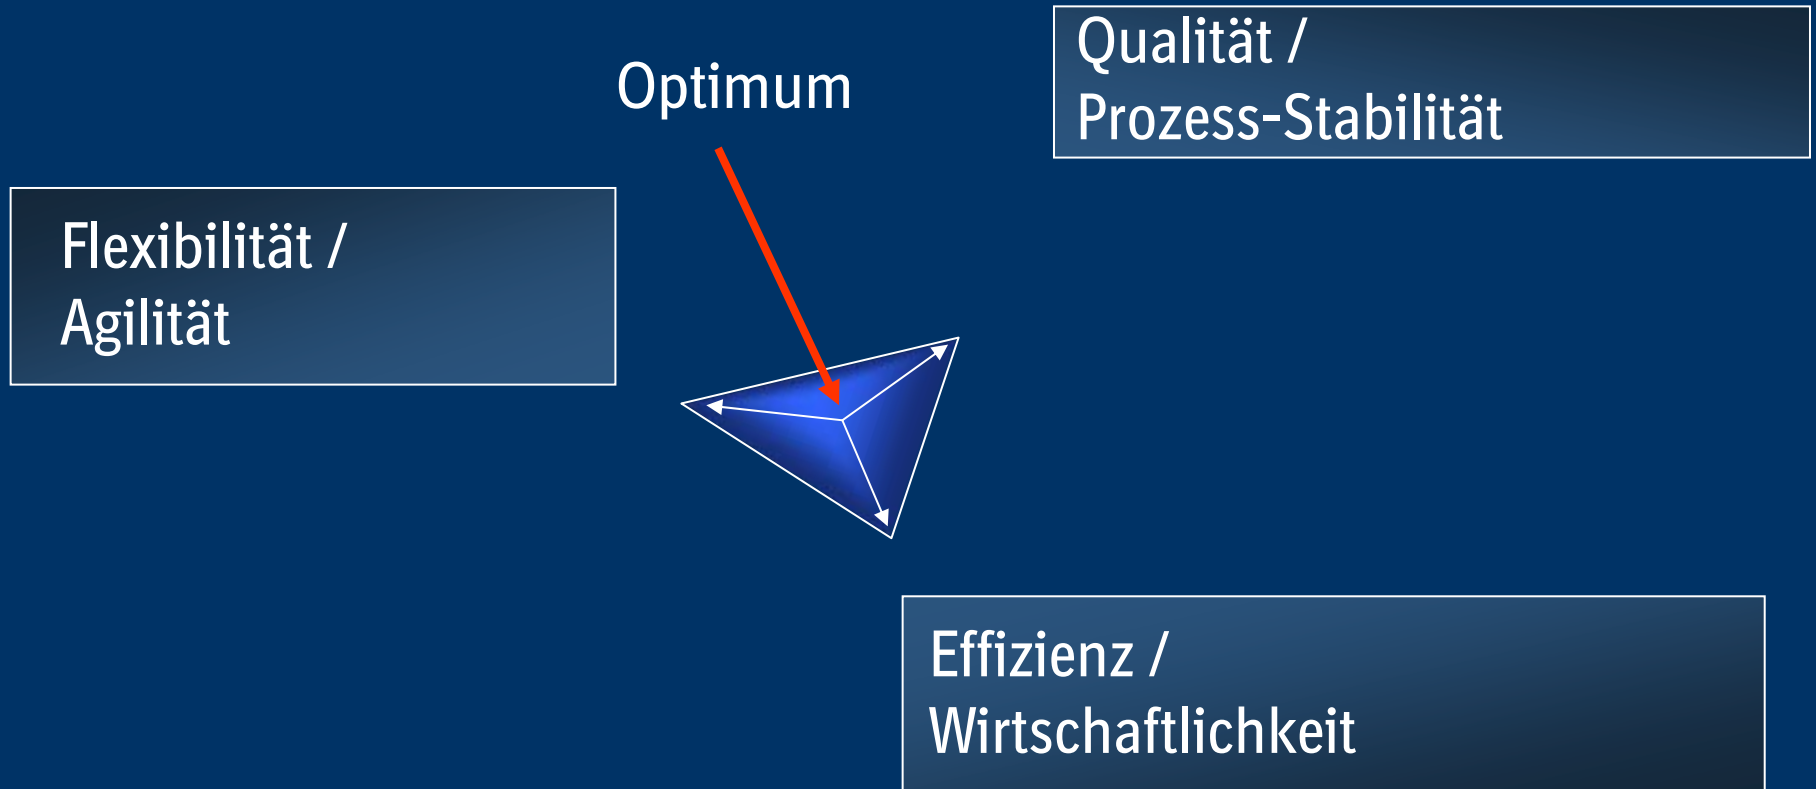 Optimum
Qualität /
Prozess-Stabilität
Flexibilität /
Agilität
Effizienz /
Wirtschaftlichkeit